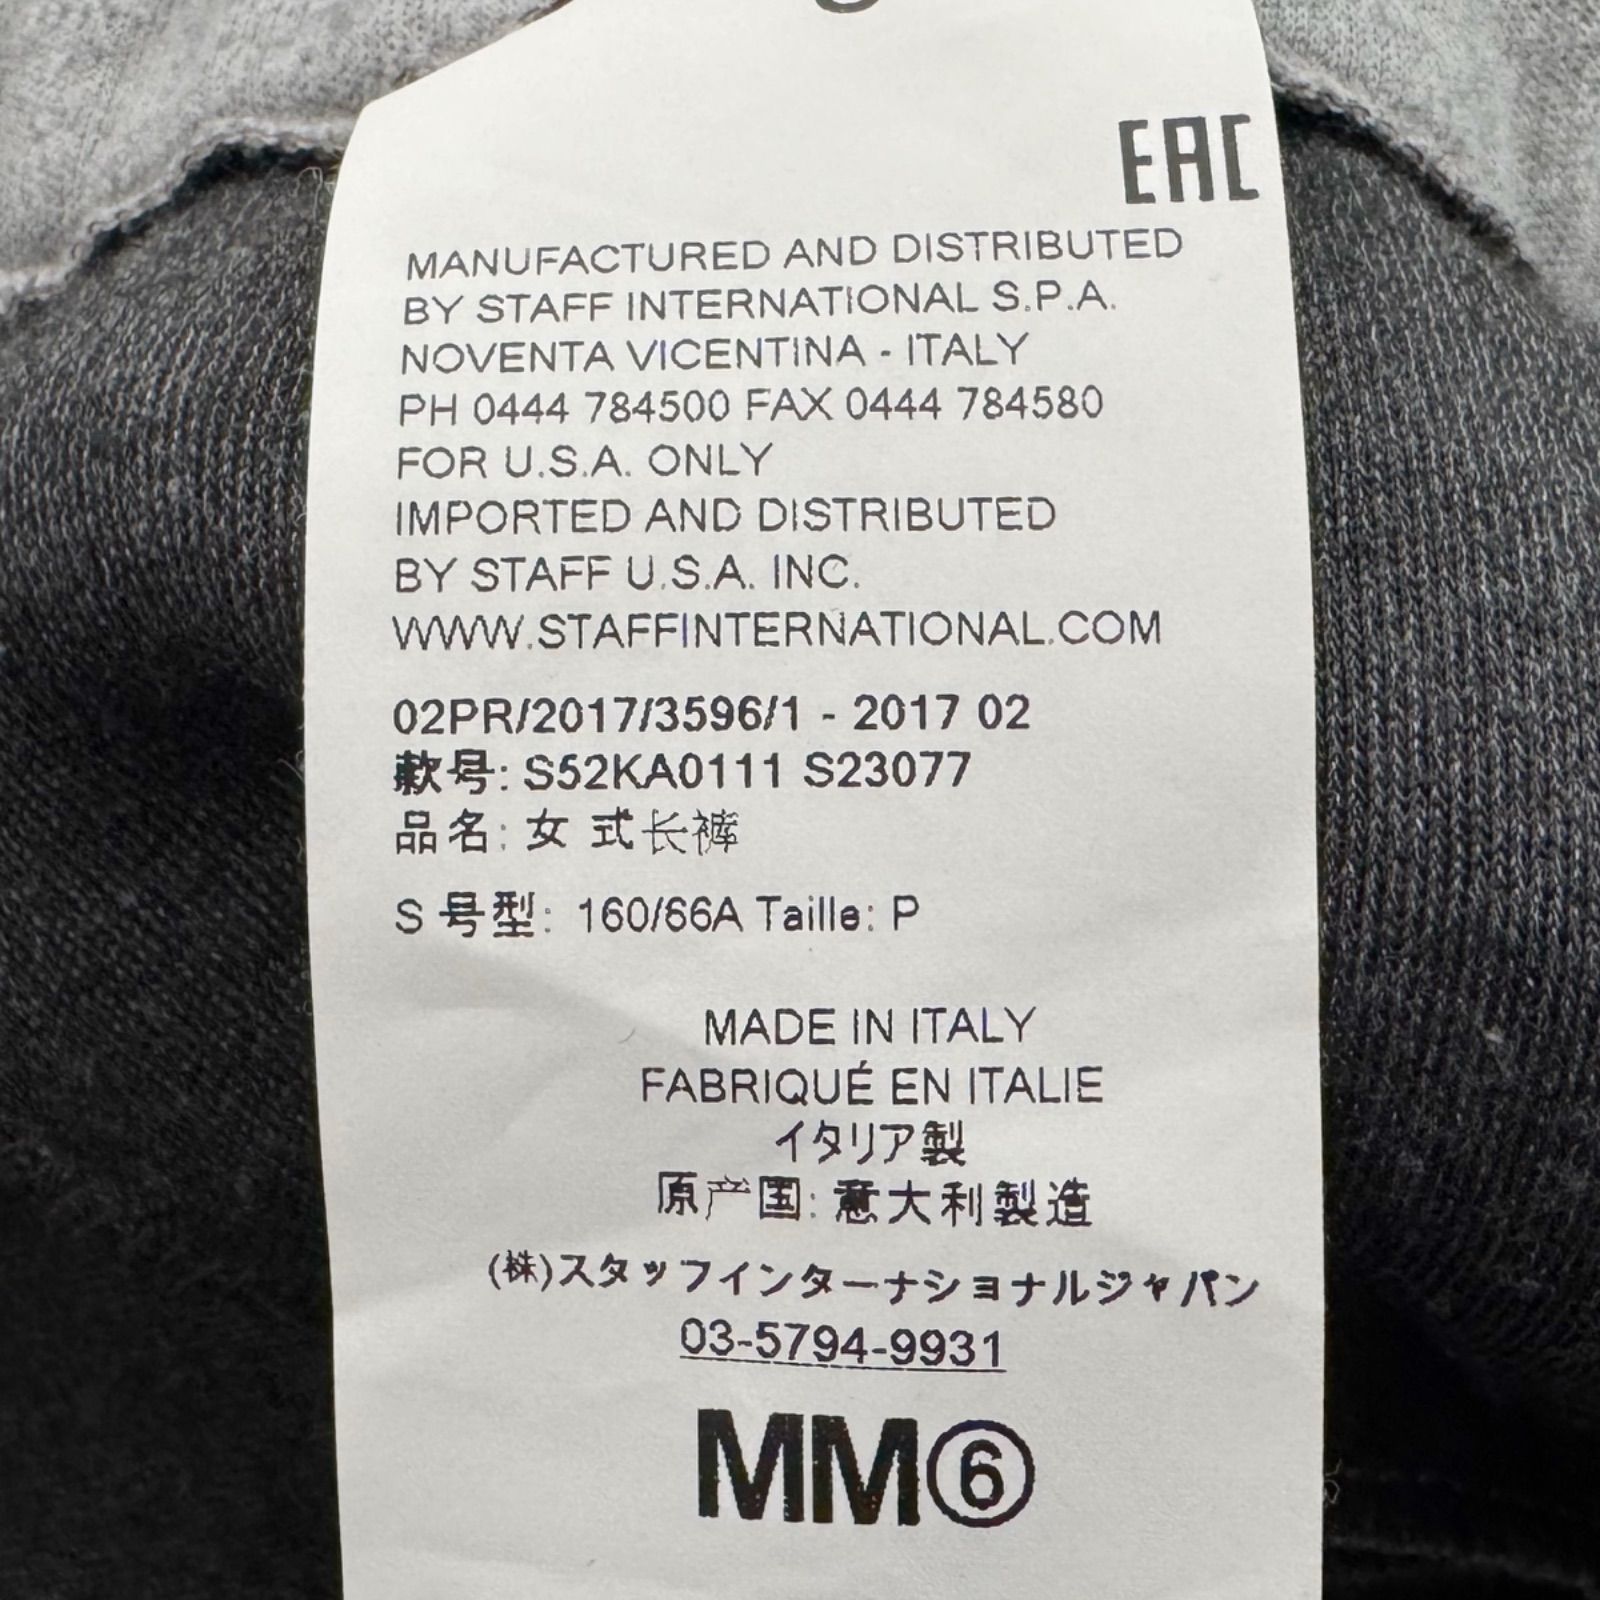 EAC
MANUFACTURED AND DISTRIBUTED
BY STAFF INTERNATIONAL S.P.A.
NOVENTA VICENTINA - ITALY
PH 0444 784500 FAX 0444 784580
FOR U.S.A. ONLY
IMPORTED AND DISTRIBUTED
BY STAFF U.S.A. INC.
WWW.STAFFINTERNATIONAL.COM
02PR/2017/3596/1 - 2017 02
款号: S52KA0111 S23077
品名: 女 式长裤
S 号型: 160/66A Taille: P
MADE IN ITALY
FABRIQUÉ EN ITALIE
イタリア製
原产国: 意大利製造
(株)スタッフインターナショナルジャパン
03-5794-9931
MM⑥